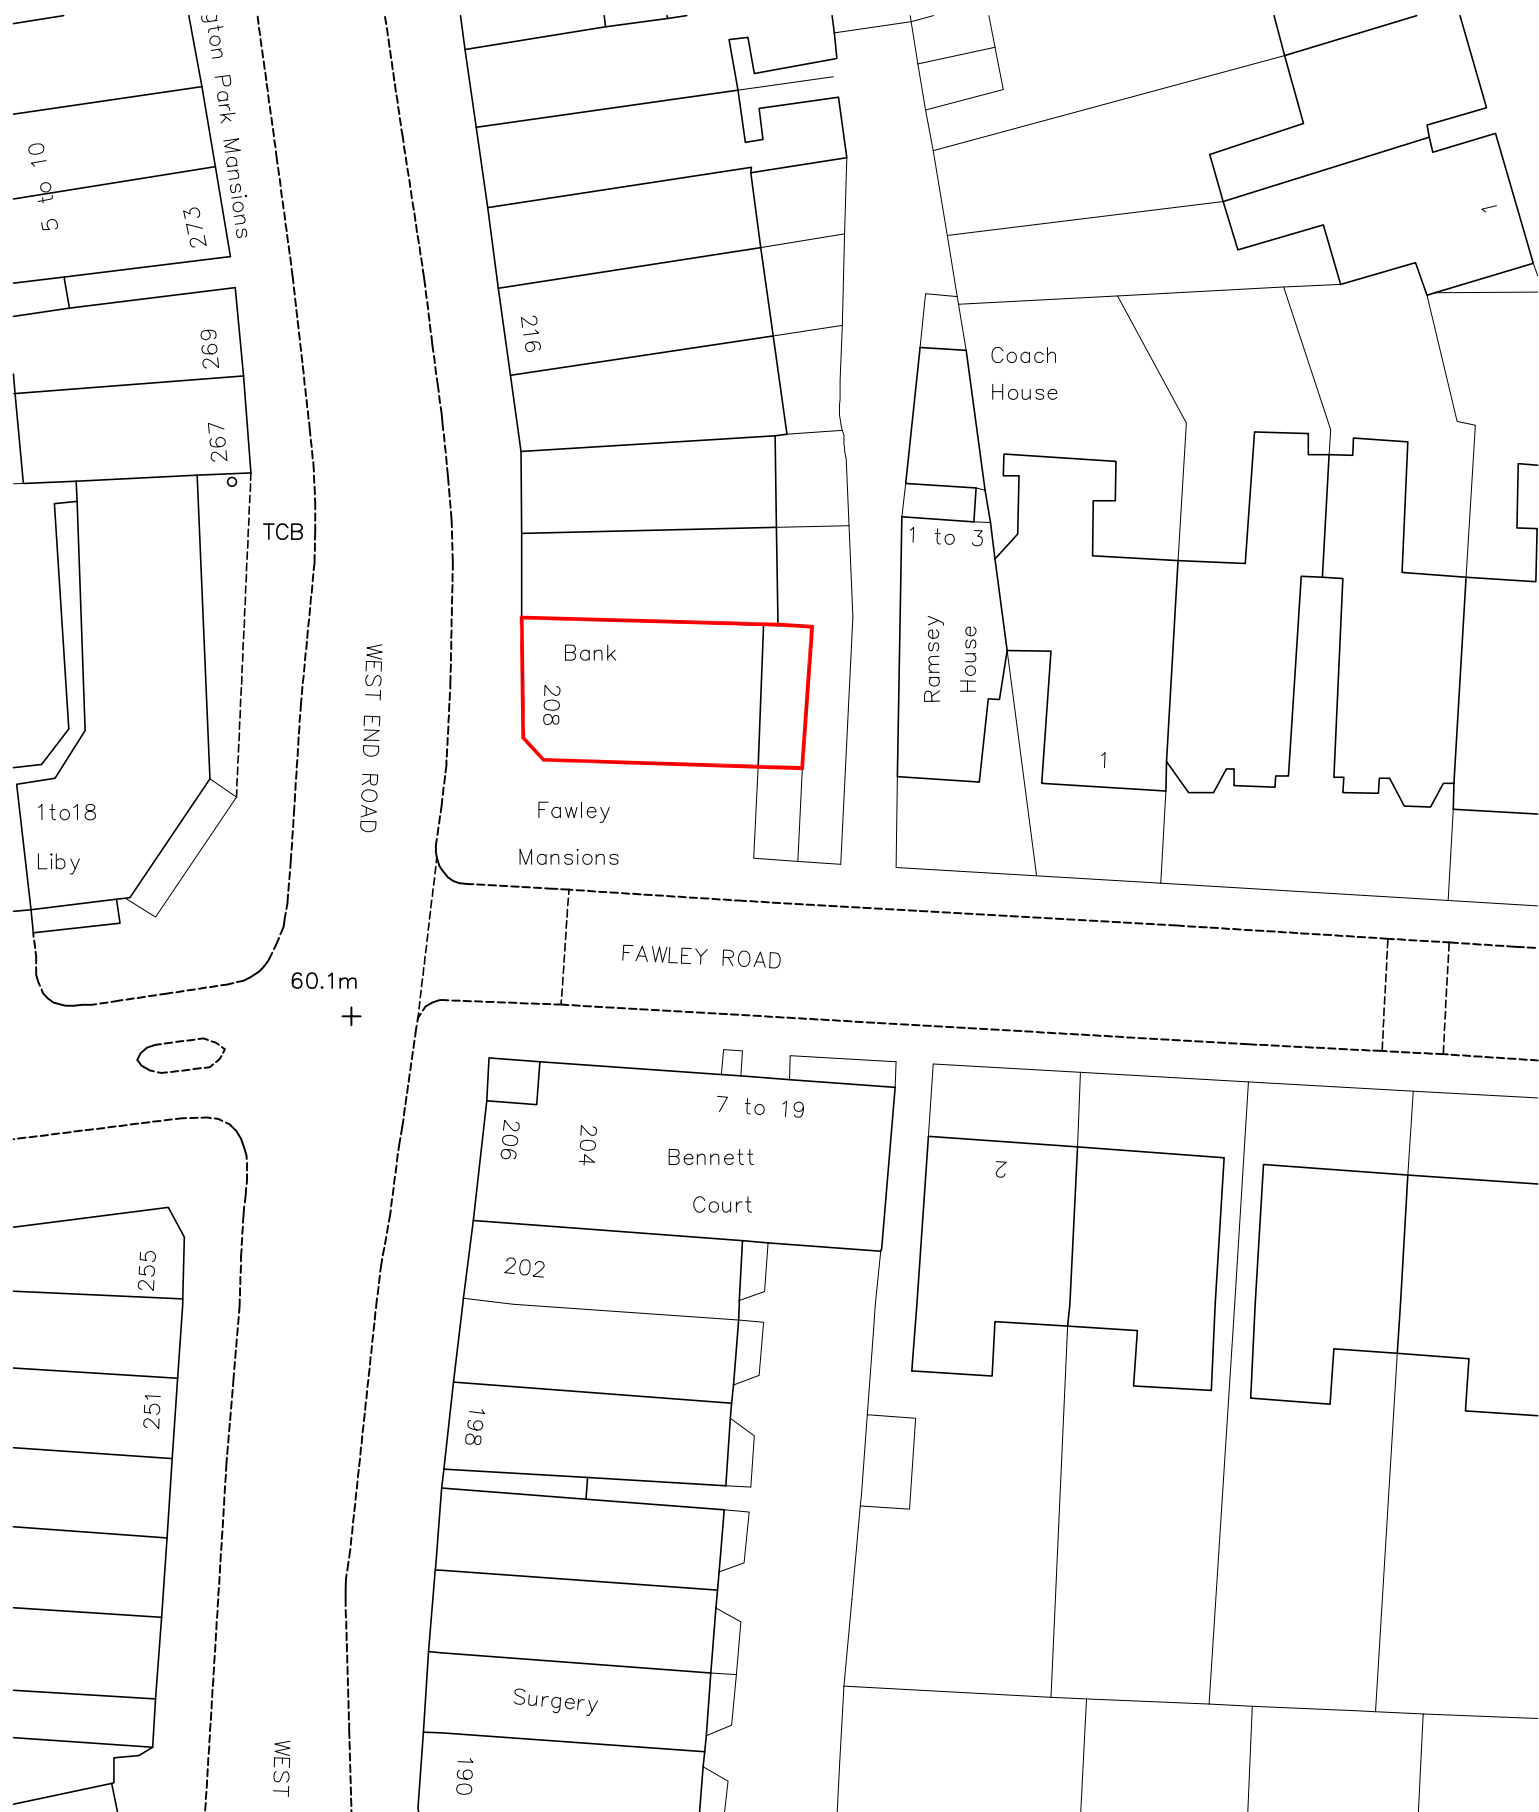 gton Park Mansions
5 to 10
273
269
267
216
Coach
House
1
TCB
1 to 3
Ramsey
House
Bank
208
WEST END ROAD
1
1to18
Liby
Fawley
Mansions
FAWLEY ROAD
60.1m
7 to 19
206
204
Bennett
Court
2
202
255
251
198
Surgery
WEST
190